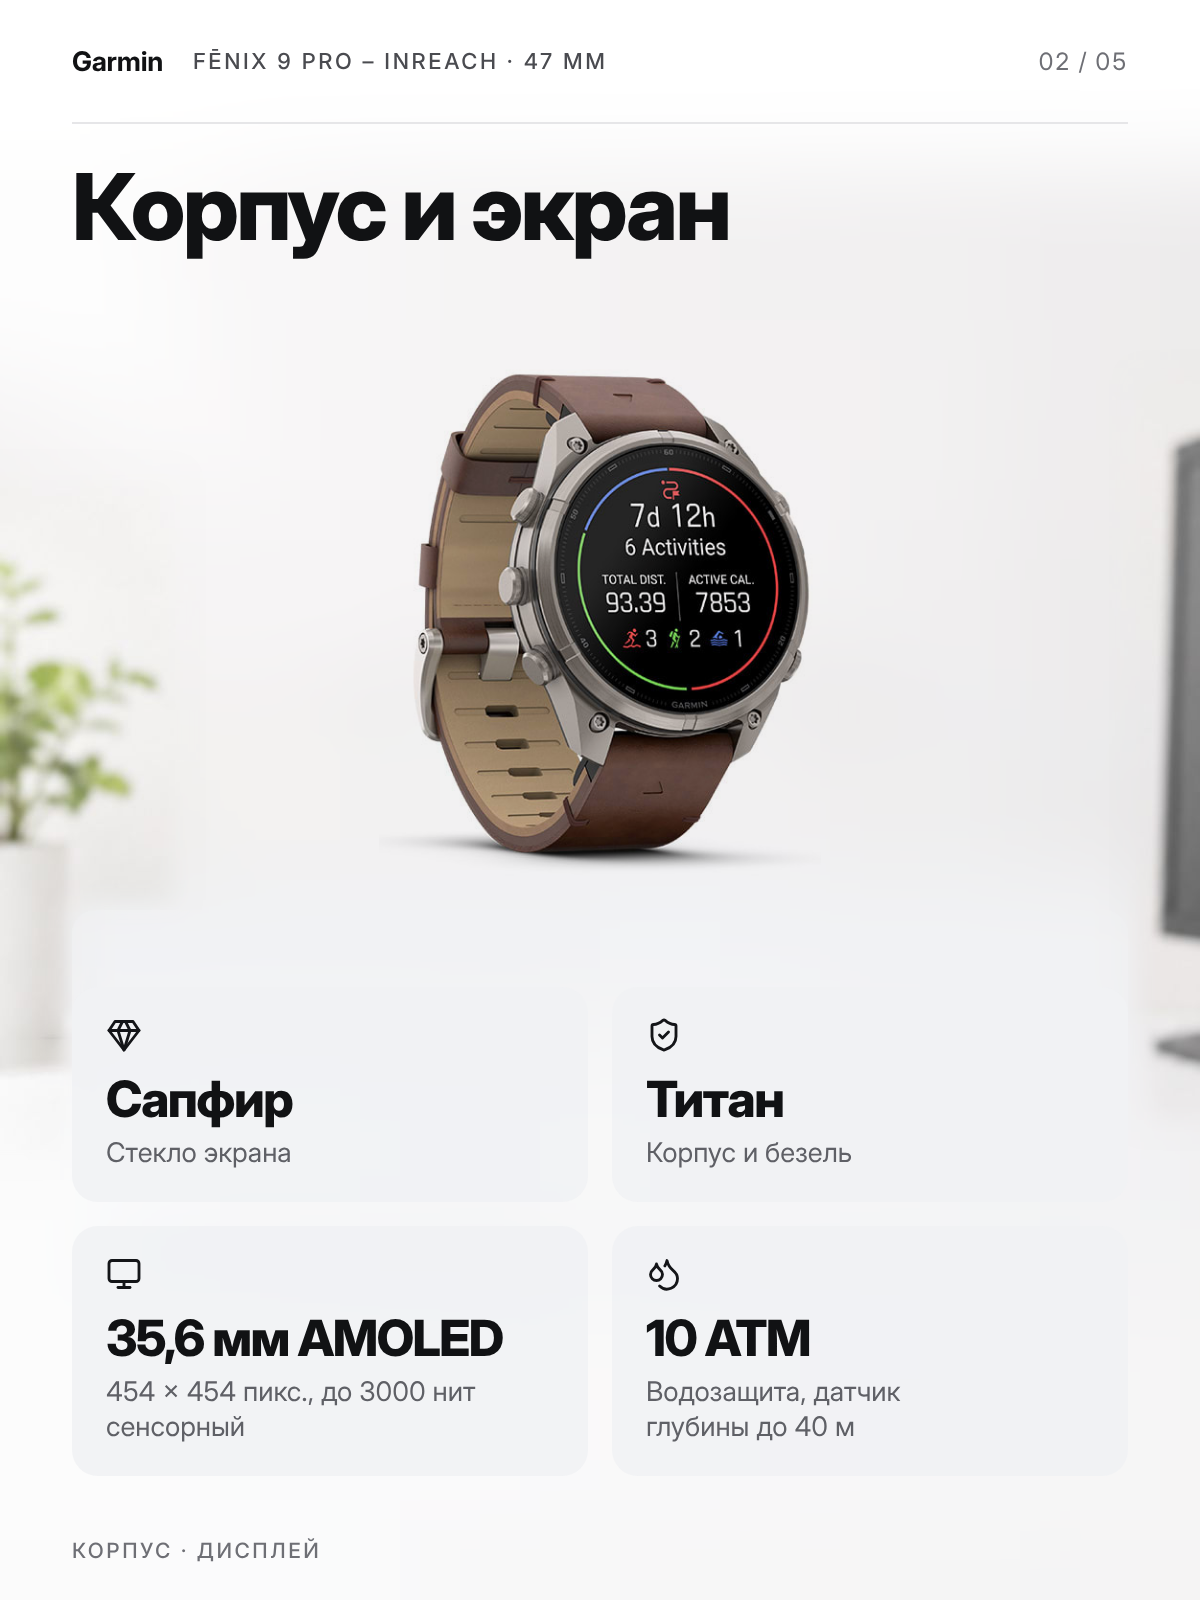 Garmin FĒNIX 9 PRO – INREACH · 47 MM 02 / 05
Корпус и экран
60
7d 12h
6 Activities
TOTAL DIST. ACTIVE CAL.
93.39 7853
3 2 1
GARMIN
Сапфир
Стекло экрана
Титан
Корпус и безель
35,6 мм AMOLED
454 × 454 пикс., до 3000 нит
сенсорный
10 ATM
Водозащита, датчик
глубины до 40 м
КОРПУС · ДИСПЛЕЙ